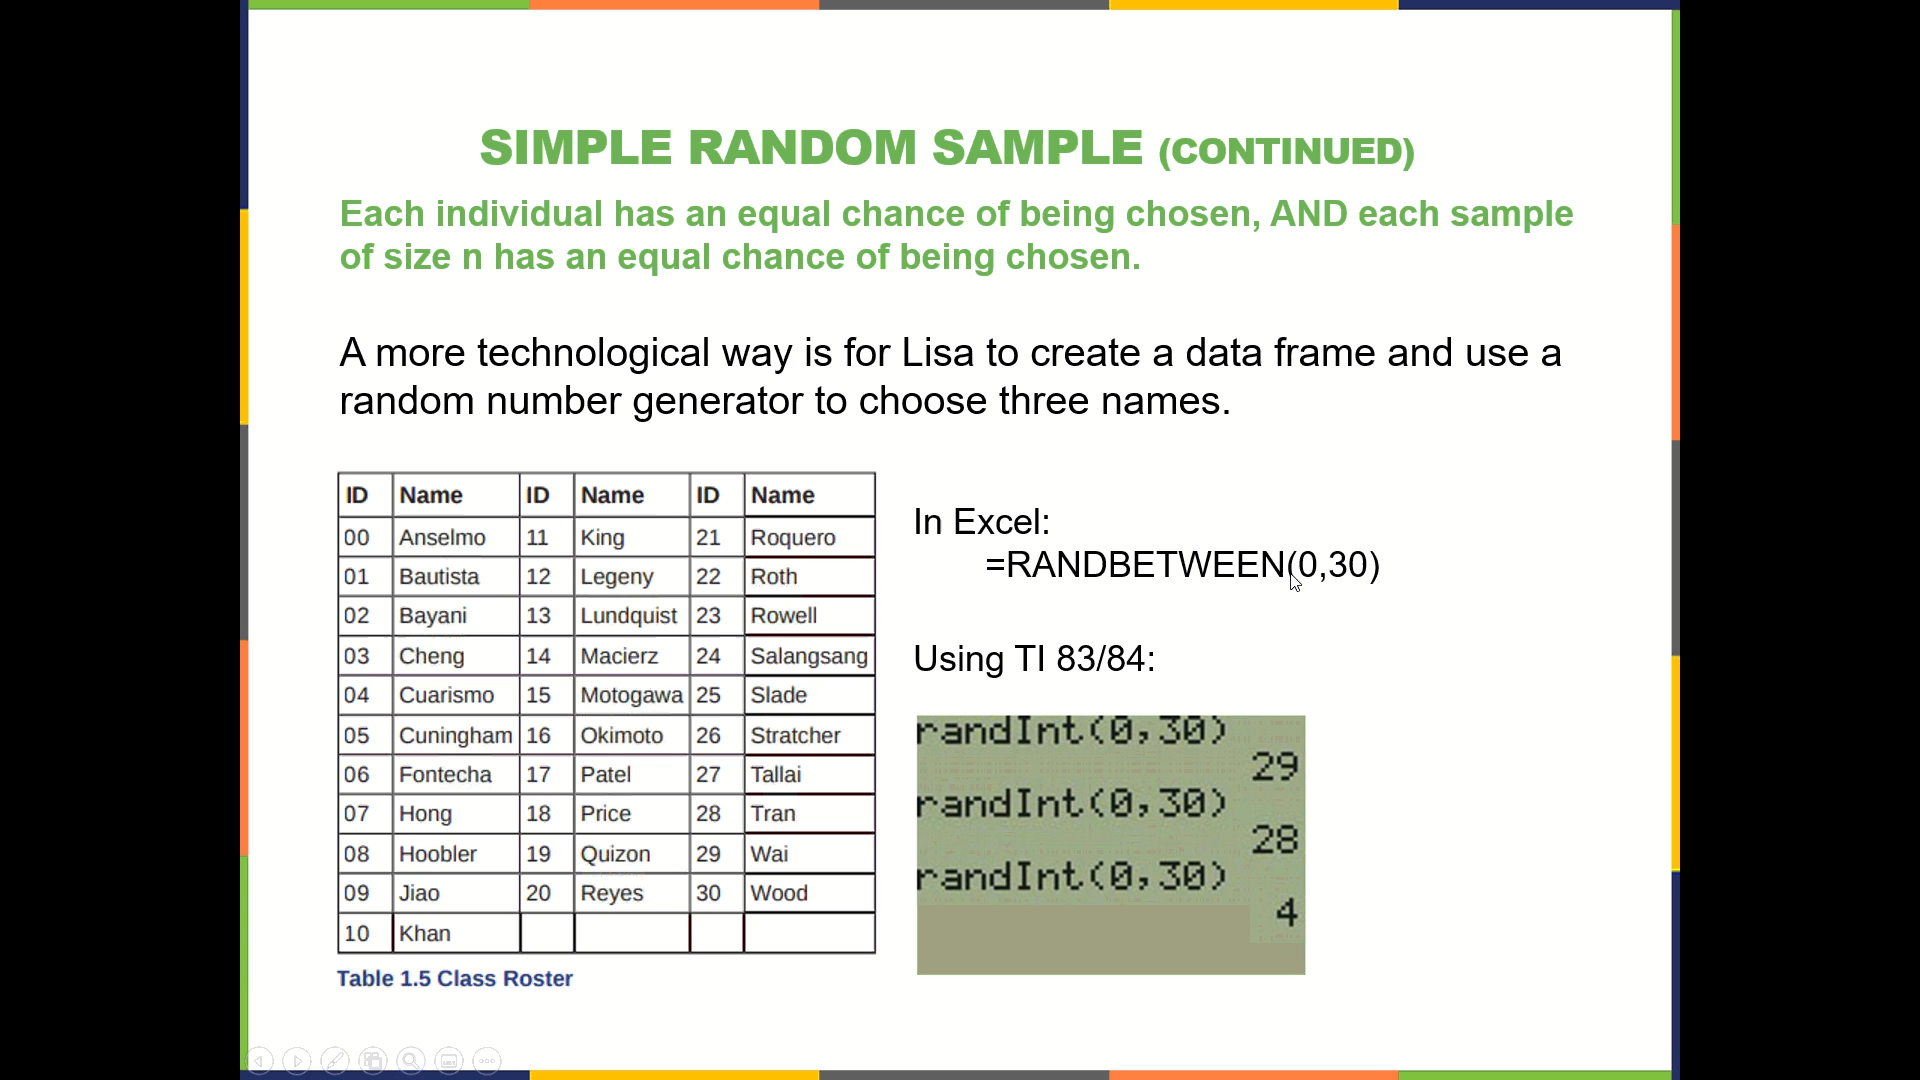 SIMPLE RANDOM SAMPLE (CONTINUED)
Each individual has an equal chance of being chosen, AND each sample
of size n has an equal chance of being chosen.
A more technological way is for Lisa to create a data frame and use a
random number generator to choose three names.
ID Name ID Name ID Name
00 Anselmo 11 King 21 Roquero
01 Bautista 12 Legeny 22 Roth
02 Bayani 13 Lundquist 23 Rowell
03 Cheng 14 Macierz 24 Salangsang
04 Cuarismo 15 Motogawa 25 Slade
05 Cuningham 16 Okimoto 26 Stratcher
06 Fontecha 17 Patel 27 Tallai
07 Hong 18 Price 28 Tran
08 Hoobler 19 Quizon 29 Wai
09 Jiao 20 Reyes 30 Wood
10 Khan
Table 1.5 Class Roster
In Excel:
=RANDBETWEEN(0,30)
Using TI 83/84:
randInt(0,30)
29
randInt(0,30)
28
randInt(0,30)
4